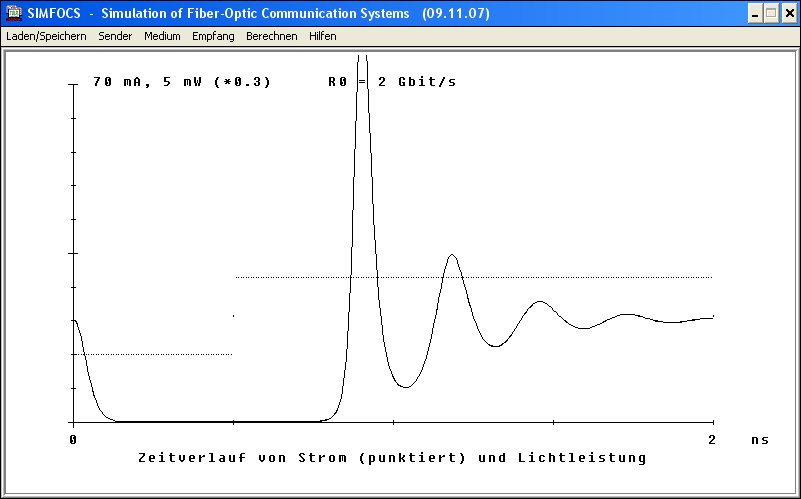 SIMFOCS - Simulation of Fiber-Optic Communication Systems (09.11.07)
Laden/Speichern Sender Medium Empfang Berechnen Hilfen
70 mA, 5 mW (*0.3) R0 = 2 Gbit/s
0 2 ns
Zeitverlauf von Strom (punktiert) und Lichtleistung